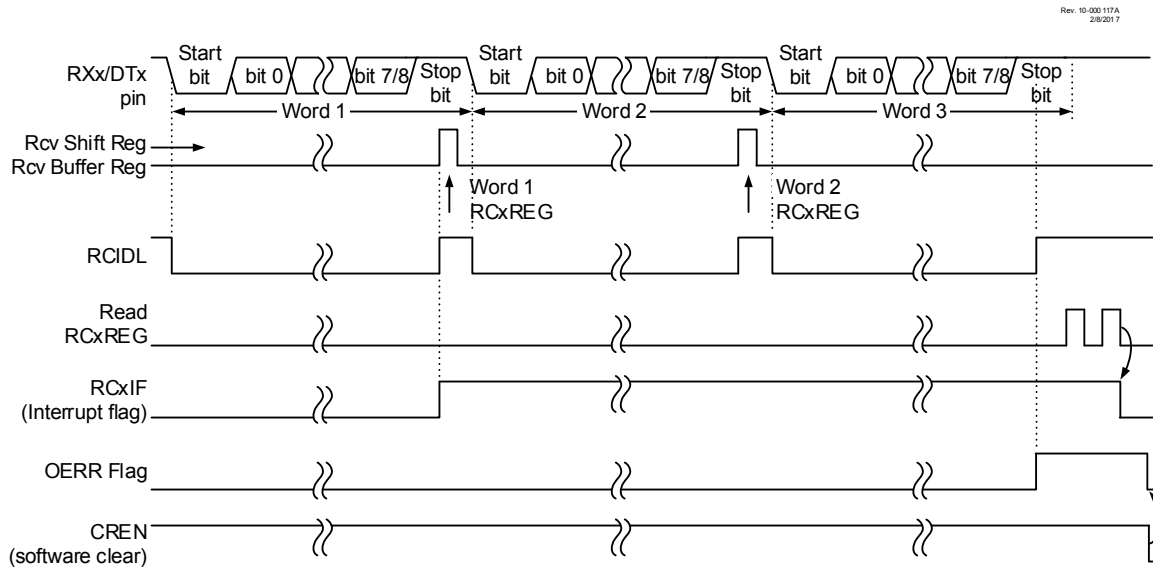 Rev. 10-000 117A
2/8/201 7
RXx/DTx
pin
Start
bit
bit 0
bit 7/8
Stop
bit
Start
bit
bit 0
bit 7/8
Stop
bit
Start
bit
bit 0
bit 7/8
Stop
bit
Word 1
Word 2
Word 3
Rcv Shift Reg
Rcv Buffer Reg
Word 1
RCxREG
Word 2
RCxREG
RCIDL
Read
RCxREG
RCxIF
(Interrupt flag)
OERR Flag
CREN
(software clear)